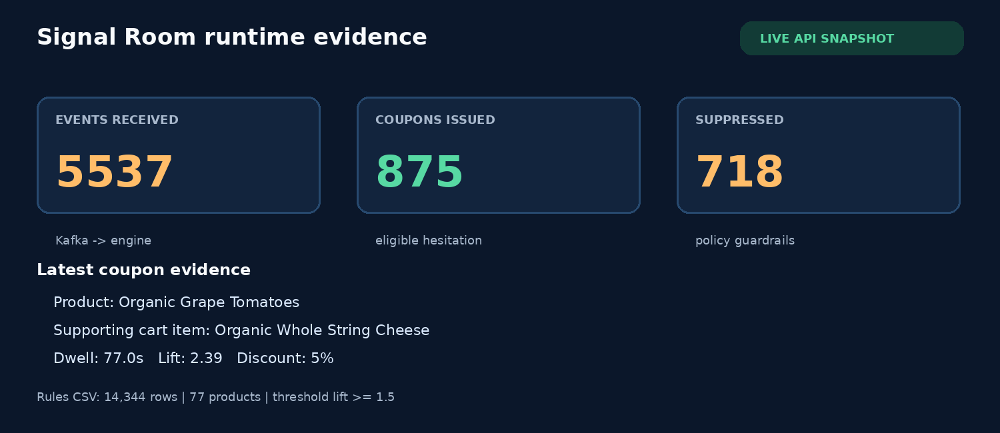 Signal Room runtime evidence
LIVE API SNAPSHOT
EVENTS RECEIVED
5537
Kafka -> engine
COUPONS ISSUED
875
eligible hesitation
SUPPRESSED
718
policy guardrails
Latest coupon evidence
Product: Organic Grape Tomatoes
Supporting cart item: Organic Whole String Cheese
Dwell: 77.0s   Lift: 2.39   Discount: 5%
Rules CSV: 14,344 rows | 77 products | threshold lift >= 1.5